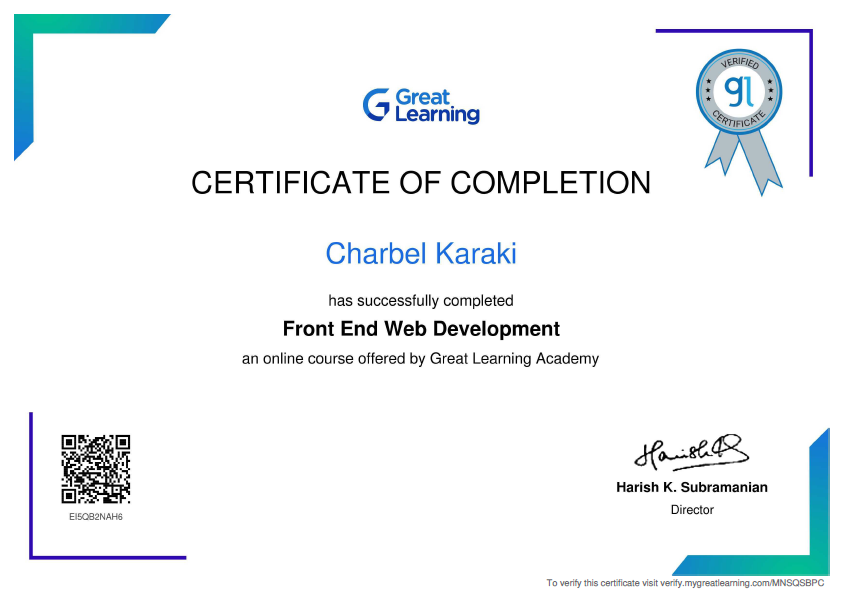 Great
Learning
VERIFIED
gl
CERTIFICATE
CERTIFICATE OF COMPLETION
Charbel Karaki
has successfully completed
Front End Web Development
an online course offered by Great Learning Academy
EI5QB2NAH6
Harish K. Subramanian
Director
To verify this certificate visit verify.mygreatlearning.com/MNSQSBPC